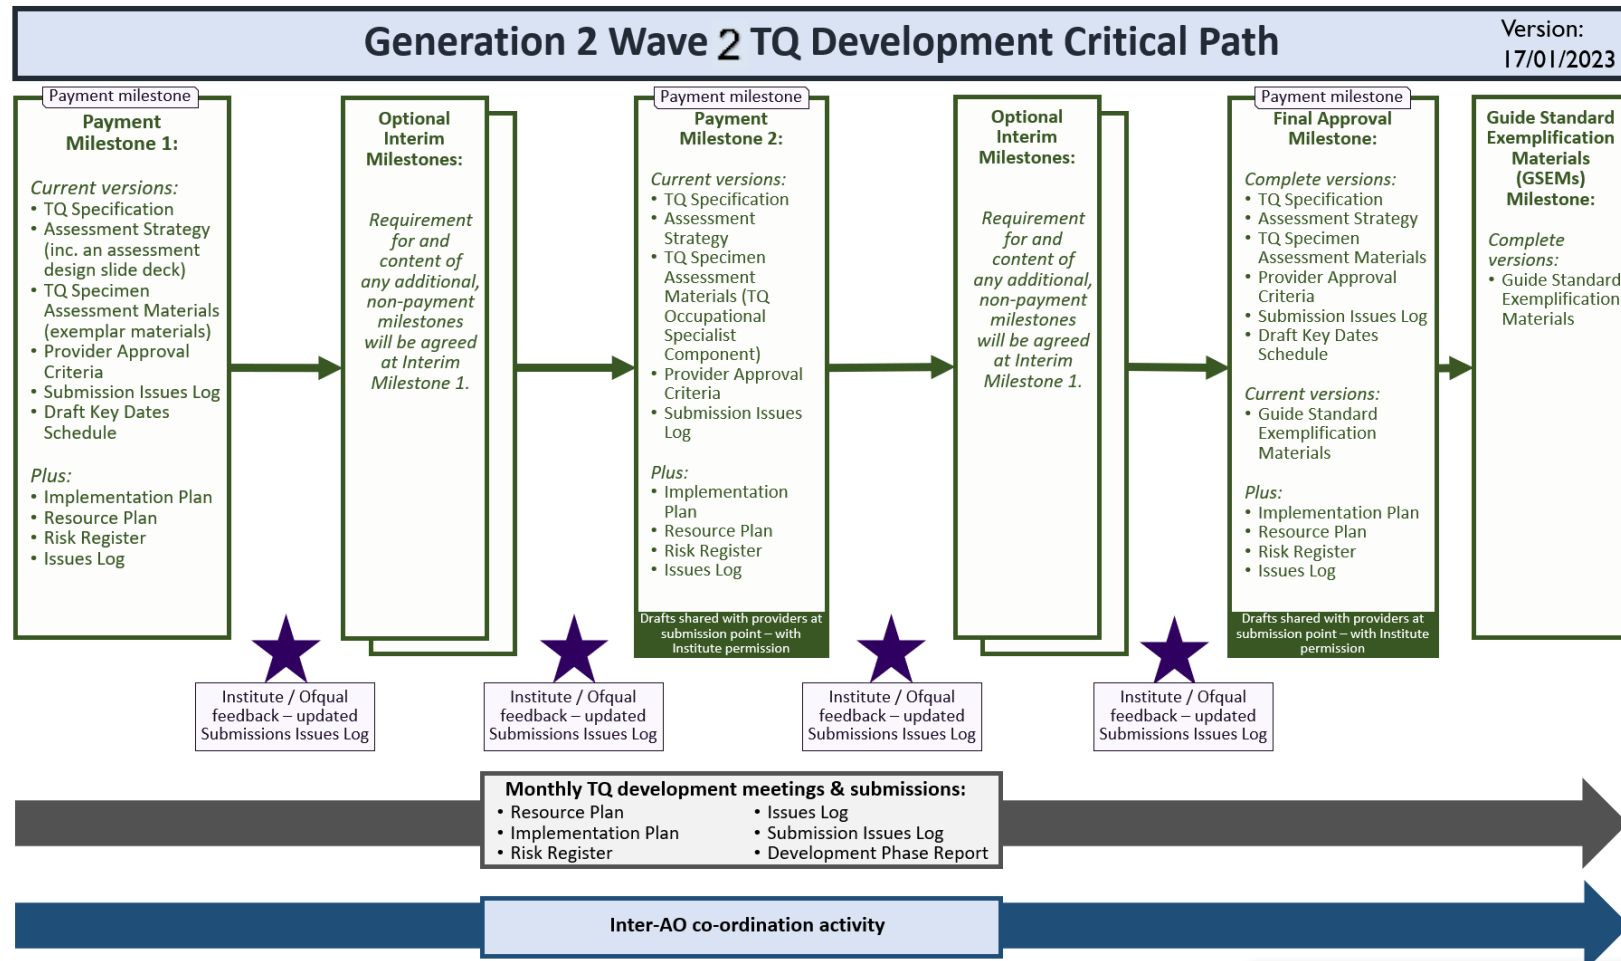 Generation 2 Wave 2 TQ Development Critical Path
Version:
17/01/2023
Payment milestone
Payment
Milestone 1:
Current versions:
• TQ Specification
• Assessment Strategy
(inc. an assessment
design slide deck)
• TQ Specimen
Assessment Materials
(exemplar materials)
• Provider Approval
Criteria
• Submission Issues Log
• Draft Key Dates
Schedule
Plus:
• Implementation Plan
• Resource Plan
• Risk Register
• Issues Log
Optional
Interim
Milestones:
Requirement
for and
content of
any additional,
non-payment
milestones
will be agreed
at Interim
Milestone 1.
Payment milestone
Payment
Milestone 2:
Current versions:
• TQ Specification
• Assessment
Strategy
• TQ Specimen
Assessment
Materials (TQ
Occupational
Specialist
Component)
• Provider Approval
Criteria
• Submission Issues
Log
Plus:
• Implementation
Plan
• Resource Plan
• Risk Register
• Issues Log
Drafts shared with providers at
submission point – with
Institute permission
Optional
Interim
Milestones:
Requirement
for and
content of
any additional,
non-payment
milestones
will be agreed
at Interim
Milestone 1.
Payment milestone
Final Approval
Milestone:
Complete versions:
• TQ Specification
• Assessment Strategy
• TQ Specimen
Assessment Materials
• Provider Approval
Criteria
• Submission Issues Log
• Draft Key Dates
Schedule
Current versions:
• Guide Standard
Exemplification
Materials
Plus:
• Implementation Plan
• Resource Plan
• Risk Register
• Issues Log
Drafts shared with providers at
submission point – with Institute
permission
Guide Standard
Exemplification
Materials
(GSEMs)
Milestone:
Complete
versions:
• Guide Standard
Exemplification
Materials
Institute / Ofqual
feedback – updated
Submissions Issues Log
Institute / Ofqual
feedback – updated
Submissions Issues Log
Institute / Ofqual
feedback – updated
Submissions Issues Log
Institute / Ofqual
feedback – updated
Submissions Issues Log
Monthly TQ development meetings & submissions:
• Resource Plan
• Implementation Plan
• Risk Register
• Issues Log
• Submission Issues Log
• Development Phase Report
Inter-AO co-ordination activity